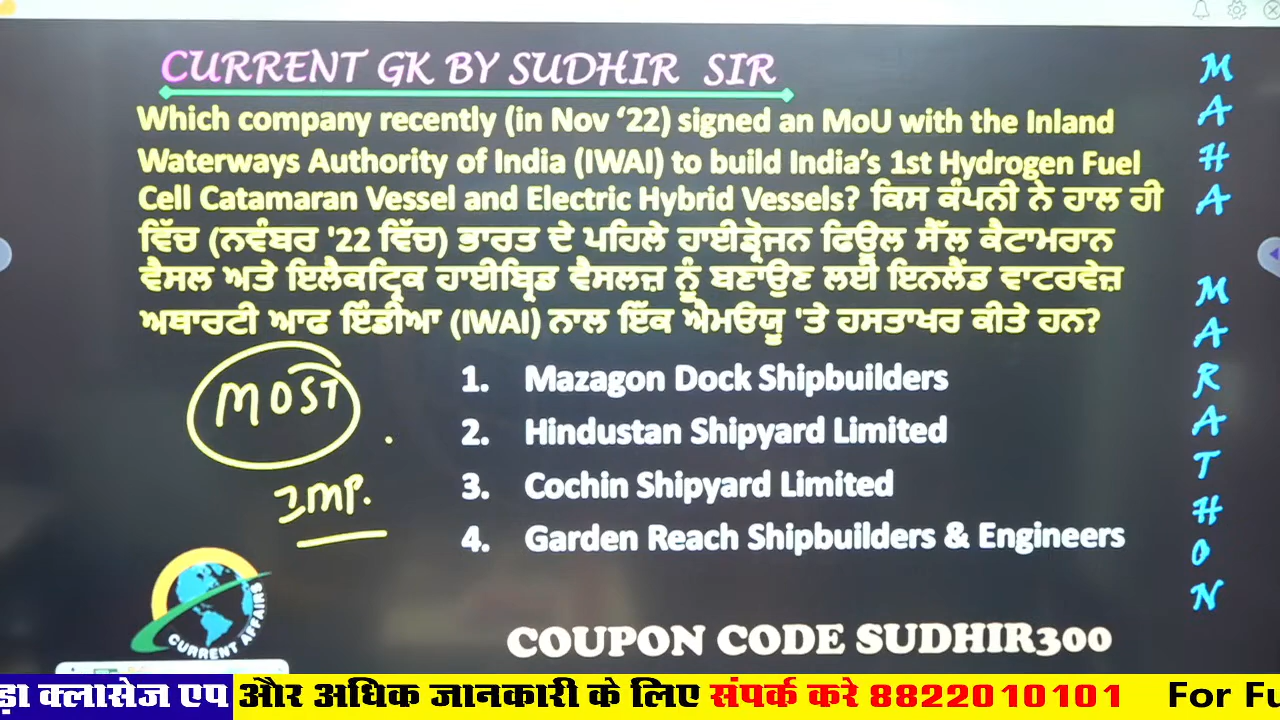 CURRENT GK BY SUDHIR SIR
Which company recently (in Nov ‘22) signed an MoU with the Inland
Waterways Authority of India (IWAI) to build India’s 1st Hydrogen Fuel
Cell Catamaran Vessel and Electric Hybrid Vessels? ਕਿਸ ਕੰਪਨੀ ਨੇ ਹਾਲ ਹੀ
ਵਿੱਚ (ਨਵੰਬਰ '22 ਵਿੱਚ) ਭਾਰਤ ਦੇ ਪਹਿਲੇ ਹਾਈਡ੍ਰੋਜਨ ਫਿਊਲ ਸੈੱਲ ਕੈਟਾਮਰਾਨ
ਵੈਸਲ ਅਤੇ ਇਲੈਕਟ੍ਰਿਕ ਹਾਈਬ੍ਰਿਡ ਵੈਸਲਜ਼ ਨੂੰ ਬਣਾਉਣ ਲਈ ਇਨਲੈਂਡ ਵਾਟਰਵੇਜ਼
ਅਥਾਰਟੀ ਆਫ ਇੰਡੀਆ (IWAI) ਨਾਲ ਇੱਕ ਐਮਓਯੂ 'ਤੇ ਹਸਤਾਖਰ ਕੀਤੇ ਹਨ?
MOST
IMP.
1. Mazagon Dock Shipbuilders
2. Hindustan Shipyard Limited
3. Cochin Shipyard Limited
4. Garden Reach Shipbuilders & Engineers
MAHA MARATHON
CURRENT AFFAIRS
COUPON CODE SUDHIR300
ड़ा क्लासेज एप और अधिक जानकारी के लिए संपर्क करे 8822010101 For Fu